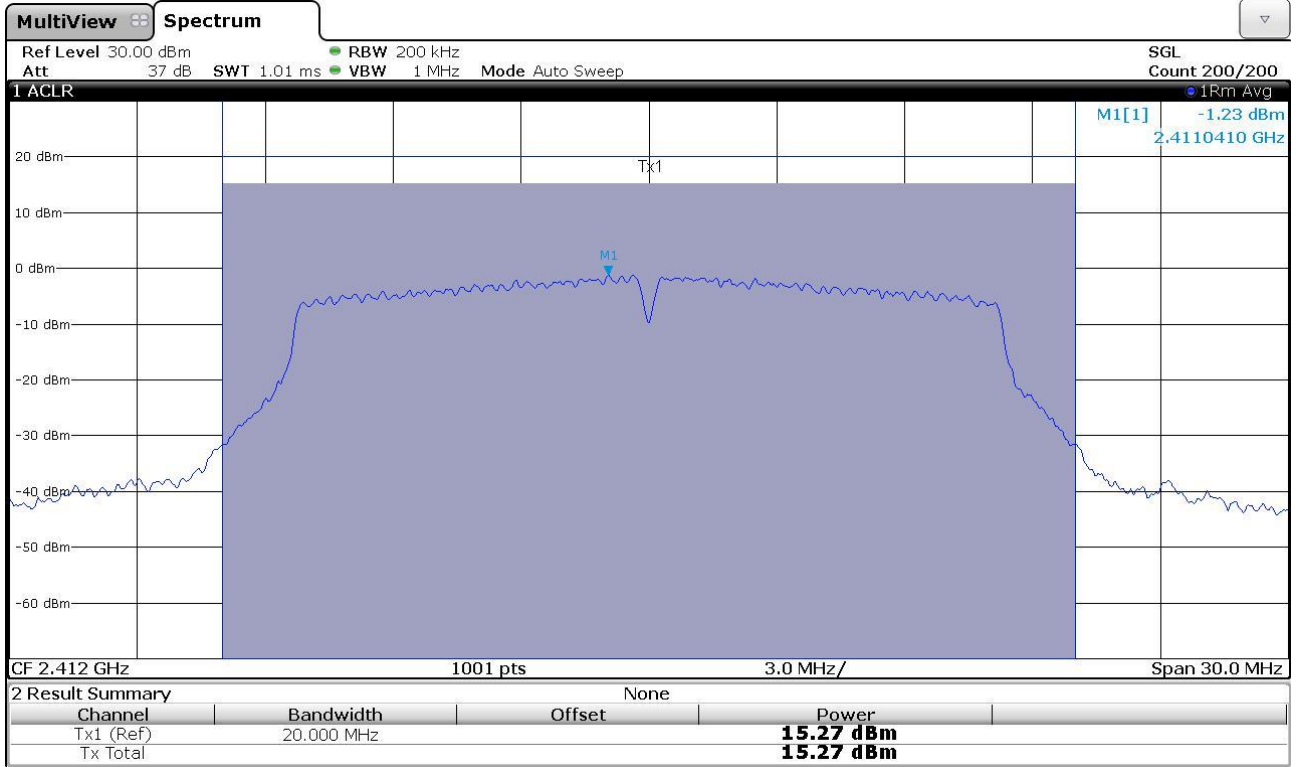 MultiView Spectrum
Ref Level 30.00 dBm RBW 200 kHz SGL
Att 37 dB SWT 1.01 ms VBW 1 MHz Mode Auto Sweep Count 200/200
1 ACLR 1Rm Avg
M1[1] -1.23 dBm
2.4110410 GHz
20 dBm
Tx1
10 dBm
M1
0 dBm
-10 dBm
-20 dBm
-30 dBm
-40 dBm
-50 dBm
-60 dBm
CF 2.412 GHz 1001 pts 3.0 MHz/ Span 30.0 MHz
2 Result Summary None
Channel Bandwidth Offset Power
Tx1 (Ref) 20.000 MHz 15.27 dBm
Tx Total 15.27 dBm